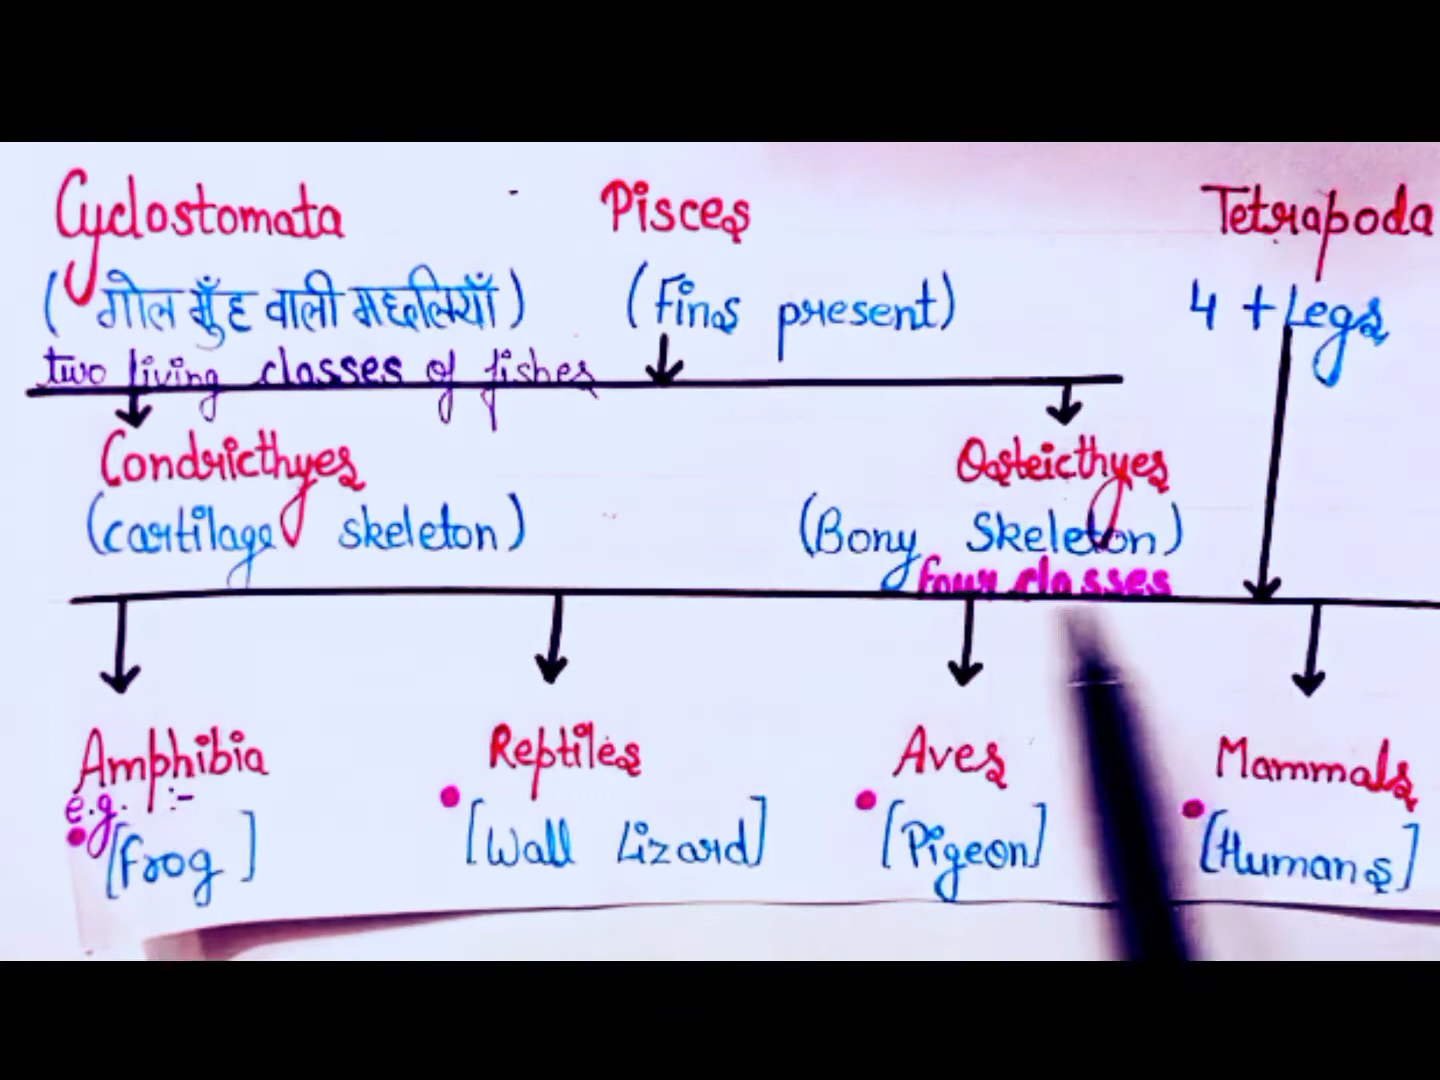 Cyclostomata Pisces Tetrapoda
(गोल मुँह वाली मछलियाँ) (Fins present) 4 + Legs
two living classes of fishes
Condricthyes Osteicthyes
(cartilage skeleton) (Bony Skeleton)
four classes
Amphibia Reptiles Aves Mammals
e.g. :-
[Frog] [Wall Lizard] [Pigeon] [Humans]